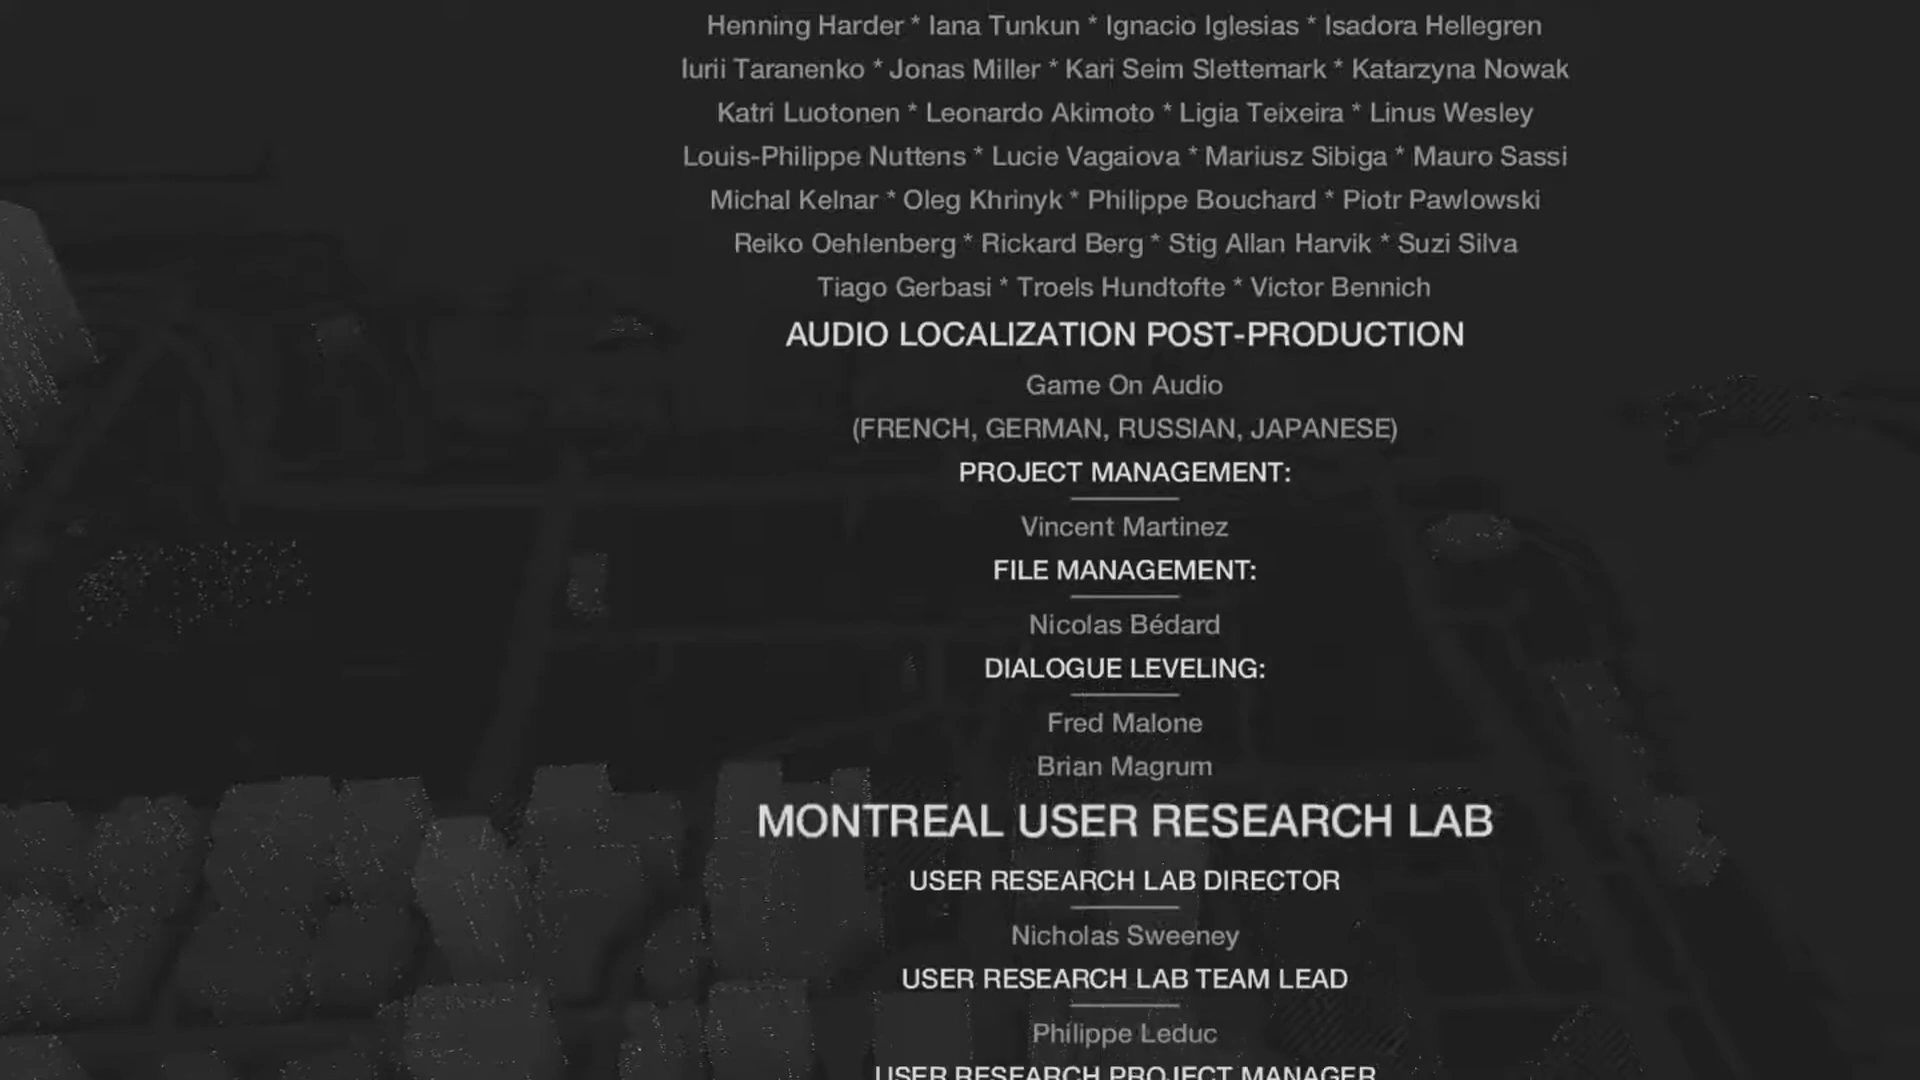 Henning Harder * Iana Tunkun * Ignacio Iglesias * Isadora Hellegren
Iurii Taranenko * Jonas Miller * Kari Seim Slettemark * Katarzyna Nowak
Katri Luotonen * Leonardo Akimoto * Ligia Teixeira * Linus Wesley
Louis-Philippe Nuttens * Lucie Vagaiova * Mariusz Sibiga * Mauro Sassi
Michal Kelnar * Oleg Khrinyk * Philippe Bouchard * Piotr Pawlowski
Reiko Oehlenberg * Rickard Berg * Stig Allan Harvik * Suzi Silva
Tiago Gerbasi * Troels Hundtofte * Victor Bennich
AUDIO LOCALIZATION POST-PRODUCTION
Game On Audio
(FRENCH, GERMAN, RUSSIAN, JAPANESE)
PROJECT MANAGEMENT:
Vincent Martinez
FILE MANAGEMENT:
Nicolas Bédard
DIALOGUE LEVELING:
Fred Malone
Brian Magrum
MONTREAL USER RESEARCH LAB
USER RESEARCH LAB DIRECTOR
Nicholas Sweeney
USER RESEARCH LAB TEAM LEAD
Philippe Leduc
USER RESEARCH PROJECT MANAGER